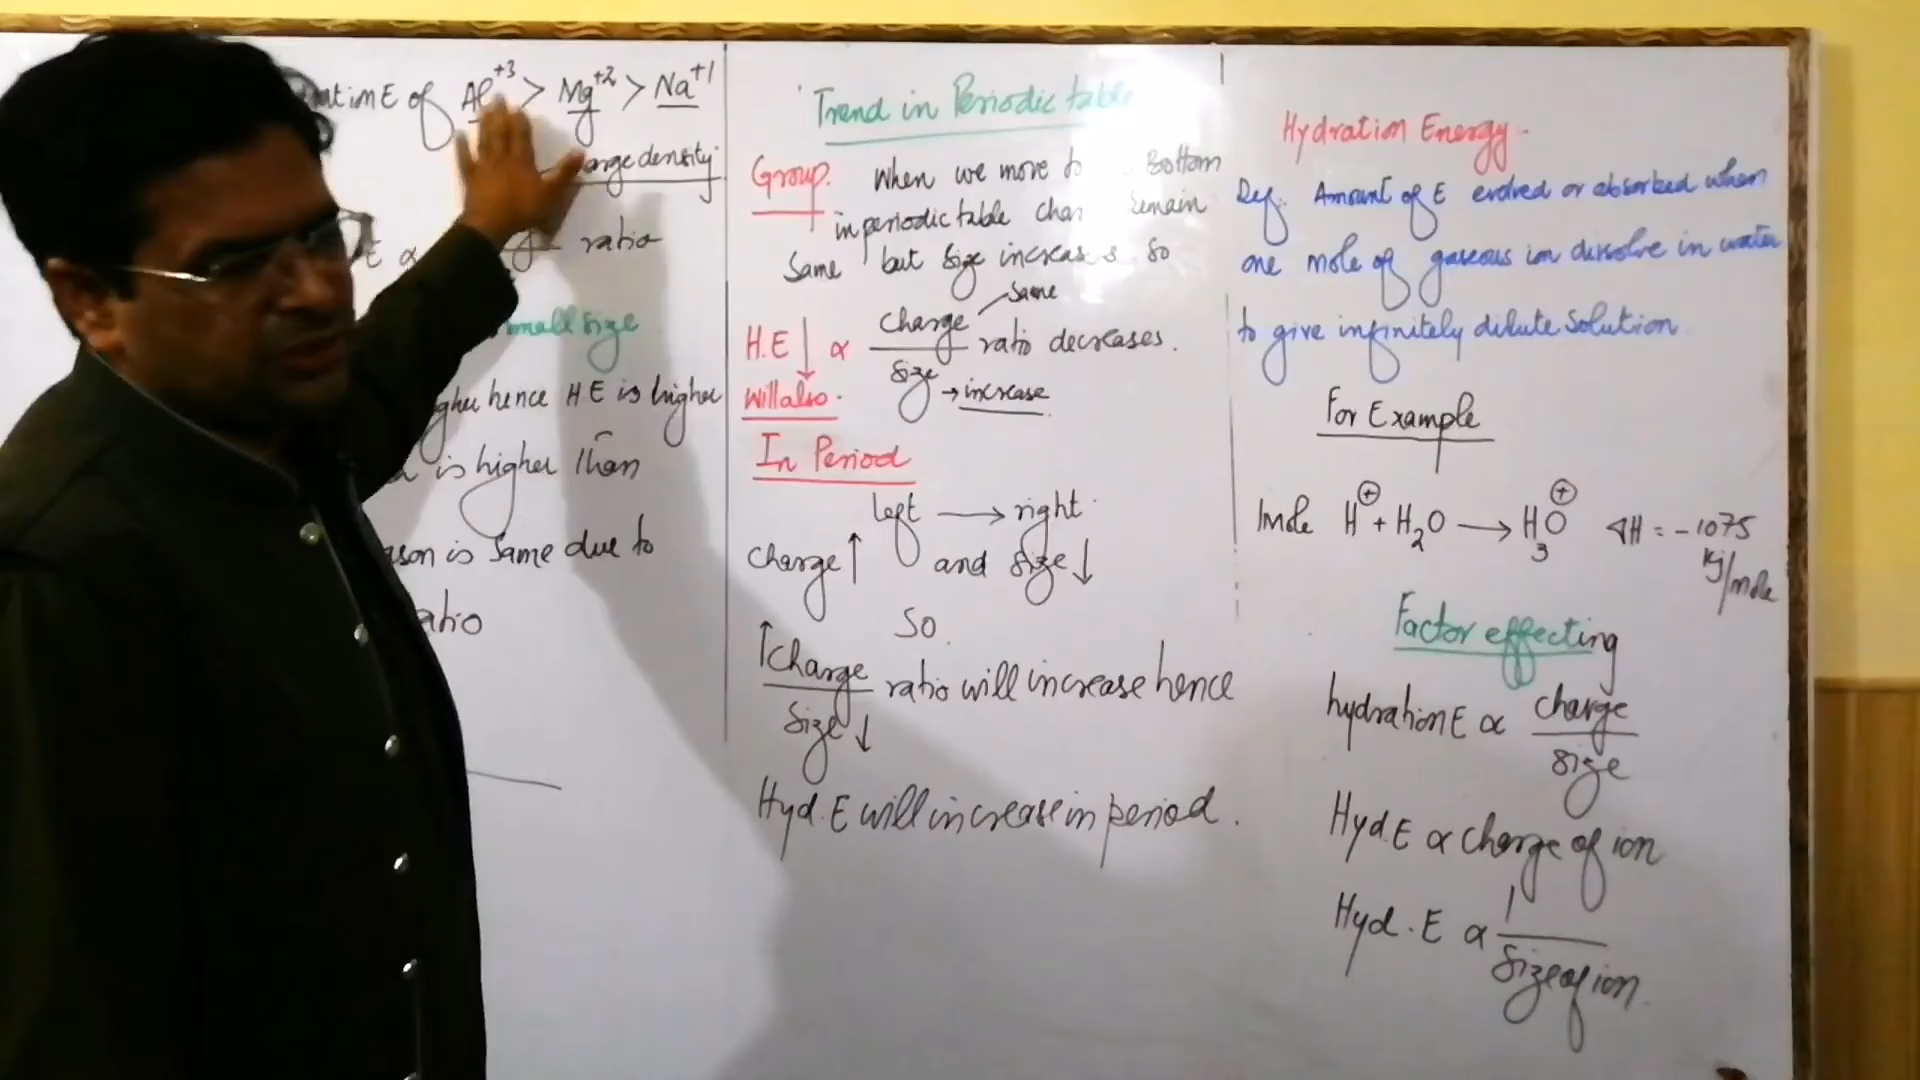 E of Al+3 > Mg+2 > Na+1
density
E ∝ ratio
small size
hence HE is higher
is higher than
is same due to
Trend in Periodic table
Group. When we move to Bottom
in periodic table remain
Same but size increases so
same
H.E ↓ ∝ charge / size ratio decreases.
→ increase
will also.
In Period
left → right
charge ↑ and size ↓
So
↑ charge / size ↓ ratio will increase hence
Hyd. E will increase in period.
Hydration Energy.
Def. Amount of E evolved or absorbed when
one mole of gaseous ion dissolve in water
to give infinitely dilute solution.
For Example
1mole H⊕ + H2O → H3O⊕ ΔH = -1075
kj/mole
Factor effecting
hydration E ∝ charge / size
Hyd.E ∝ charge of ion
Hyd. E ∝ 1 / size of ion.